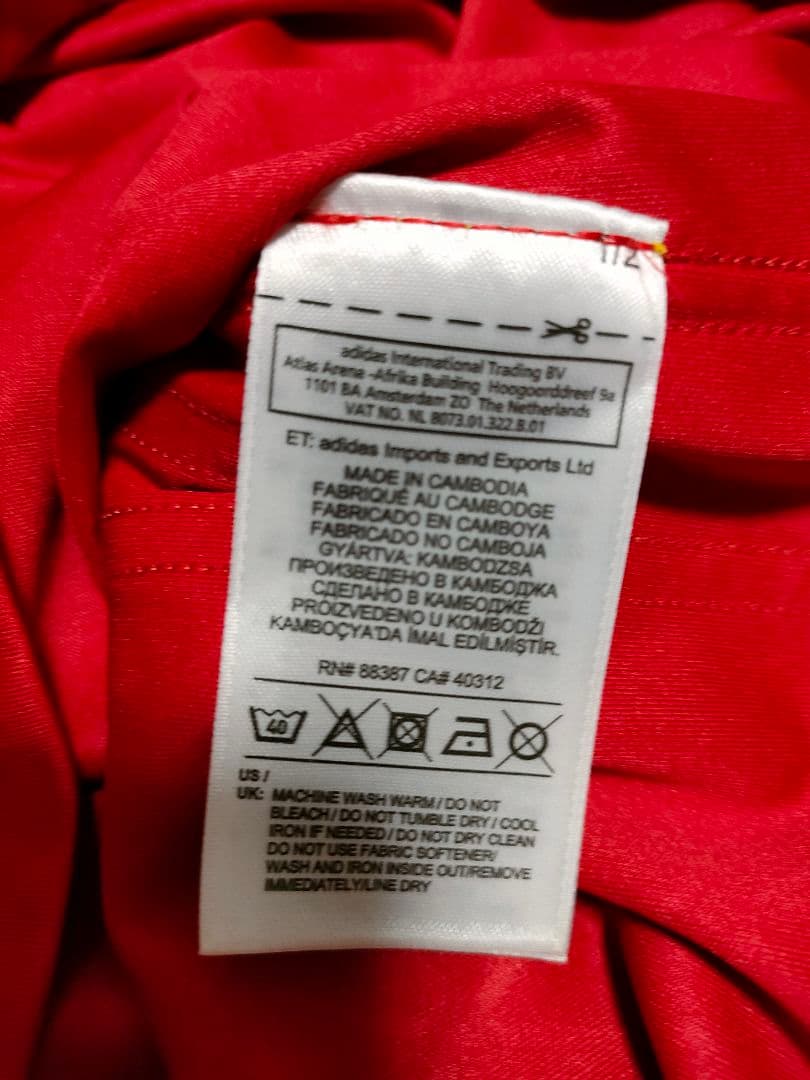 1/2
adidas International Trading BV
Atlas Arena -Afrika Building Hoogoorddreef 9a
1101 BA Amsterdam ZO The Netherlands
VAT NO. NL 8073.01.322.B.01
ET: adidas Imports and Exports Ltd
MADE IN CAMBODIA
FABRIQUÉ AU CAMBODGE
FABRICADO EN CAMBOYA
FABRICADO NO CAMBOJA
GYÁRTVA: KAMBODZSA
ПРОИЗВЕДЕНО В КАМБОДЖА
СДЕЛАНО В КАМБОДЖЕ
PROIZVEDENO U KOMBODŽI
KAMBOÇYA'DA İMAL EDİLMİŞTİR.
RN# 88387 CA# 40312
40
US /
UK: MACHINE WASH WARM / DO NOT
BLEACH / DO NOT TUMBLE DRY / COOL
IRON IF NEEDED / DO NOT DRY CLEAN
DO NOT USE FABRIC SOFTENER/
WASH AND IRON INSIDE OUT/REMOVE
IMMEDIATELY/LINE DRY